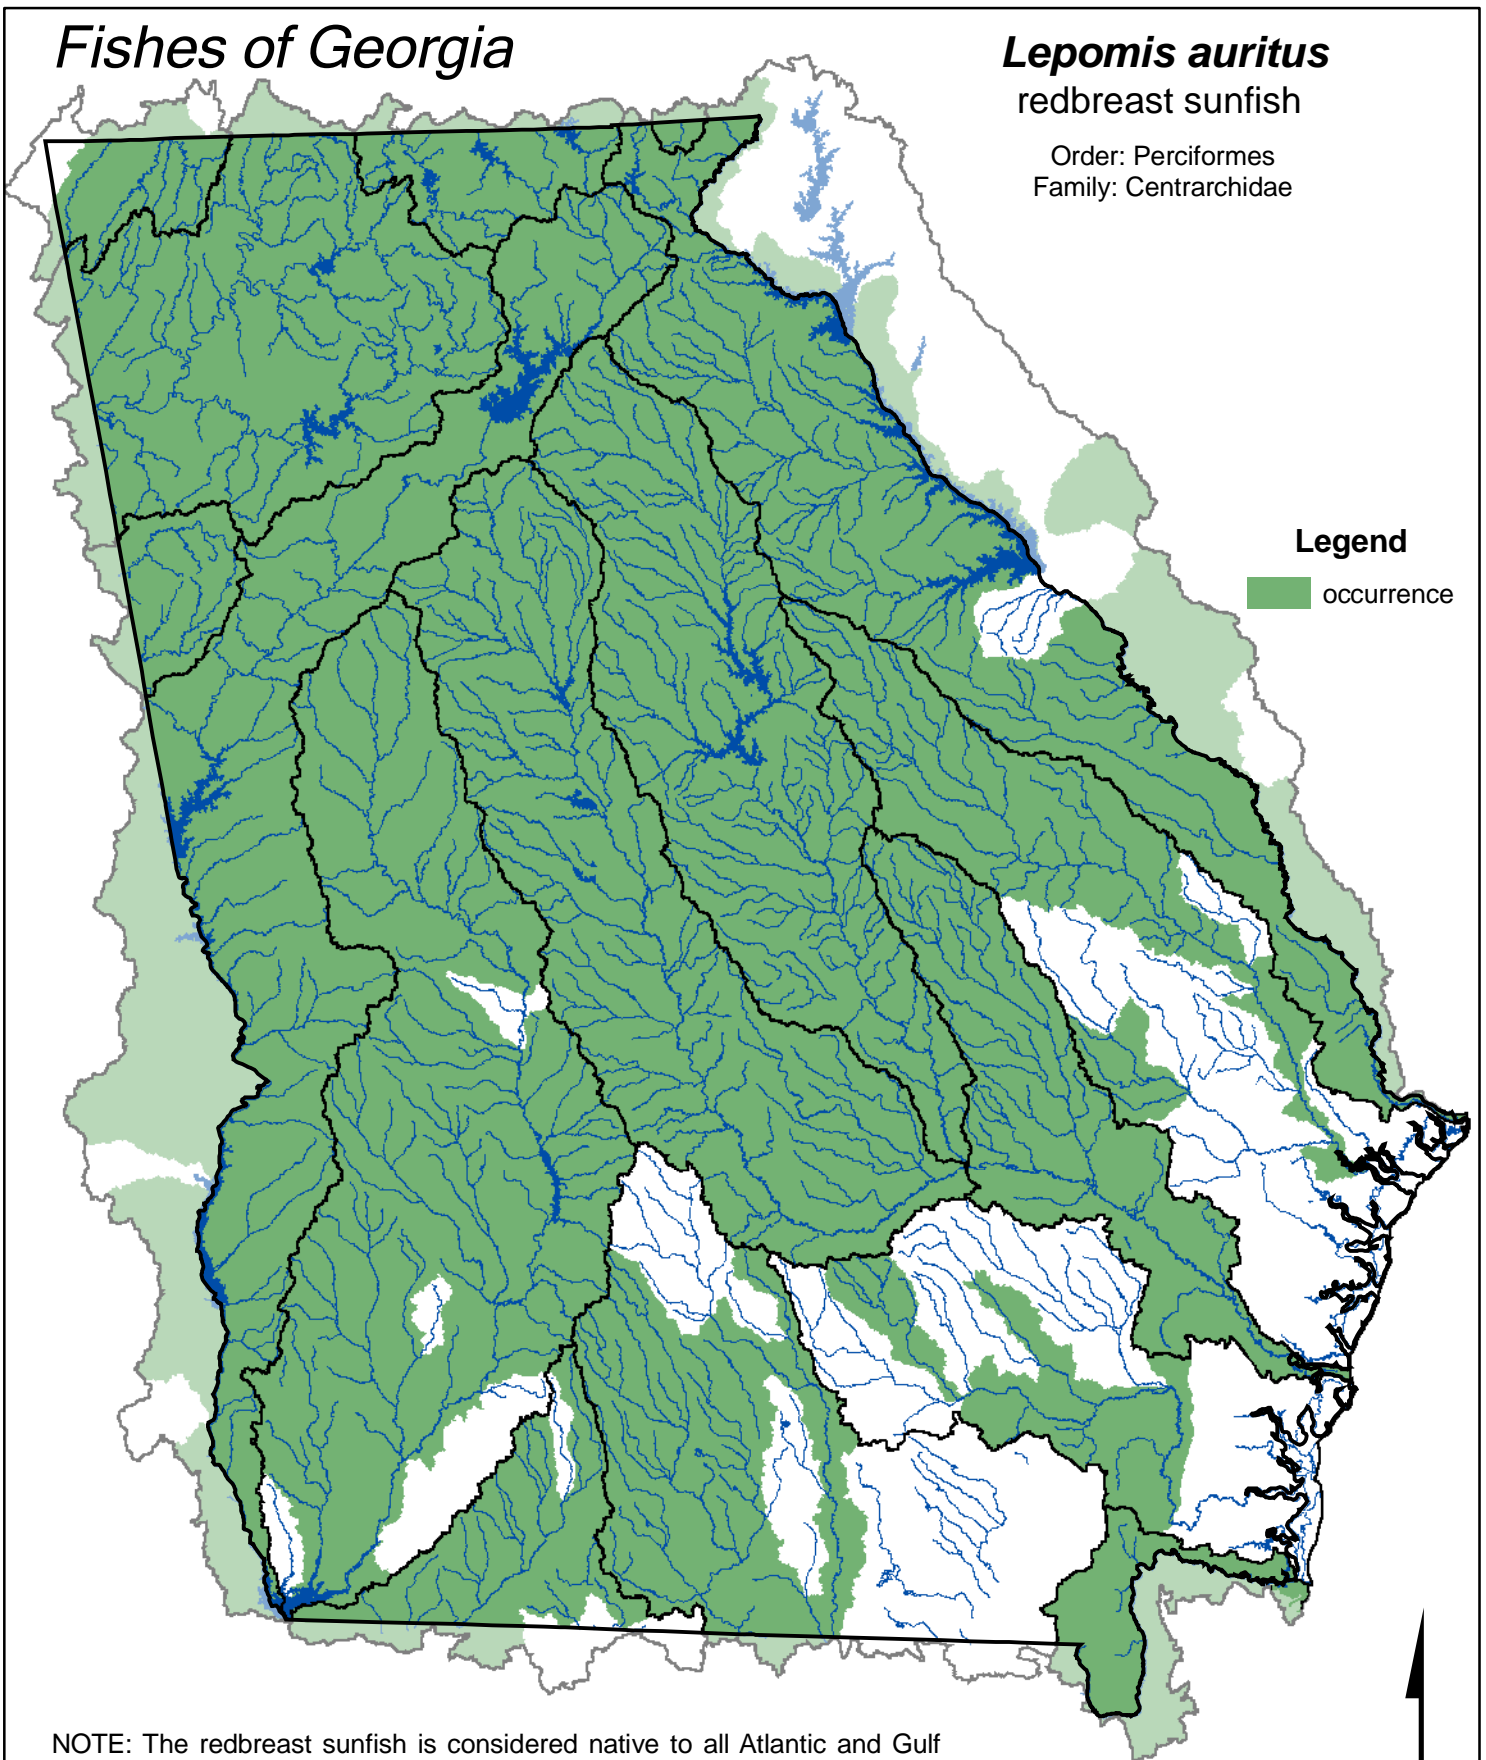 Fishes of Georgia
Lepomis auritus
redbreast sunfish
Order: Perciformes
Family: Centrarchidae
Legend
occurrence
NOTE: The redbreast sunfish is considered native to all Atlantic and Gulf